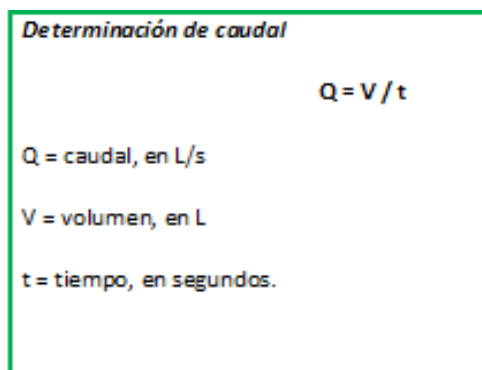 Determinación de caudal
Q = V / t
Q = caudal, en L/s
V = volumen, en L
t = tiempo, en segundos.